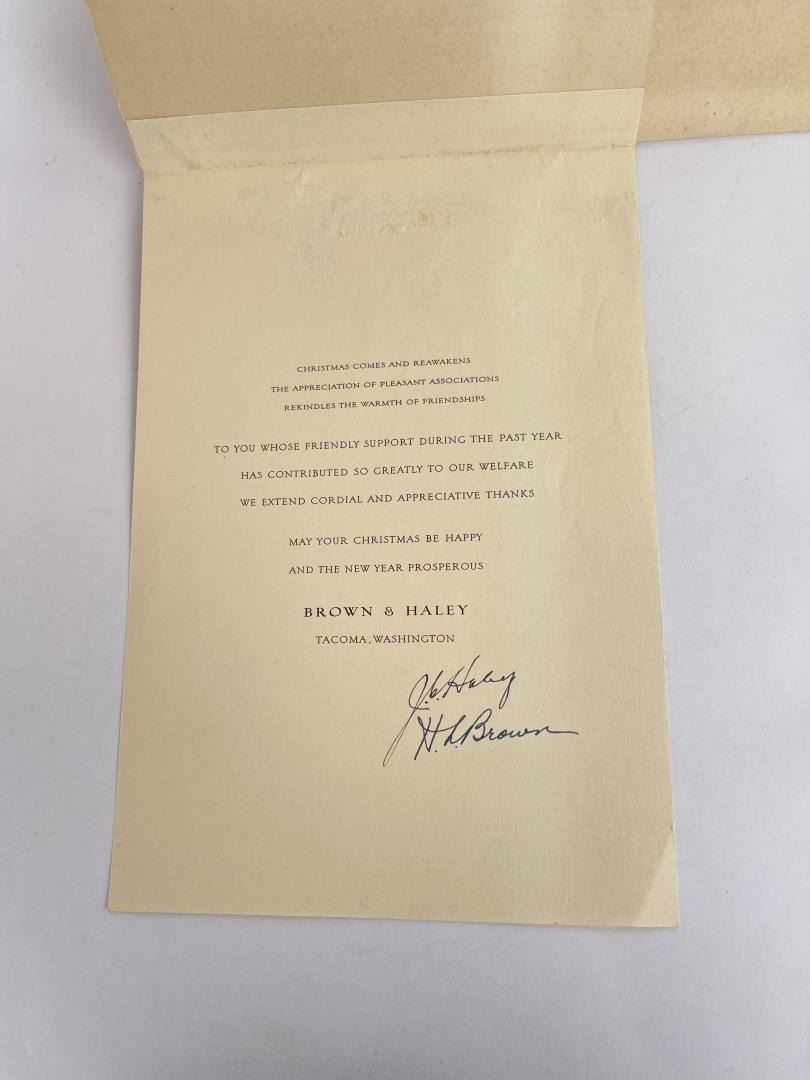 CHRISTMAS COMES AND REAWAKENS
THE APPRECIATION OF PLEASANT ASSOCIATIONS
REKINDLES THE WARMTH OF FRIENDSHIPS
TO YOU WHOSE FRIENDLY SUPPORT DURING THE PAST YEAR
HAS CONTRIBUTED SO GREATLY TO OUR WELFARE
WE EXTEND CORDIAL AND APPRECIATIVE THANKS
MAY YOUR CHRISTMAS BE HAPPY
AND THE NEW YEAR PROSPEROUS
BROWN & HALEY
TACOMA, WASHINGTON
J.C. Haley
H.L. Brown